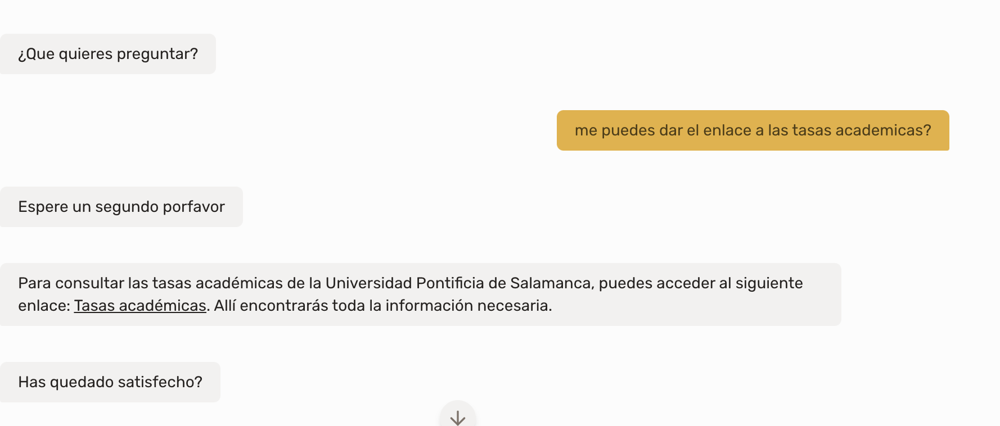 ¿Que quieres preguntar?
me puedes dar el enlace a las tasas academicas?
Espere un segundo porfavor
Para consultar las tasas académicas de la Universidad Pontificia de Salamanca, puedes acceder al siguiente
enlace: Tasas académicas. Allí encontrarás toda la información necesaria.
Has quedado satisfecho?